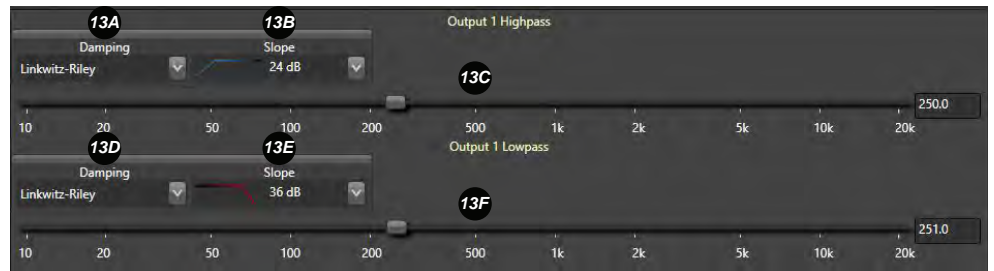 13A 13B Output 1 Highpass
Damping Slope
Linkwitz-Riley 24 dB
13C
250.0
10 20 50 100 200 500 1k 2k 5k 10k 20k
13D 13E Output 1 Lowpass
Damping Slope
Linkwitz-Riley 36 dB
13F
251.0
10 20 50 100 200 500 1k 2k 5k 10k 20k